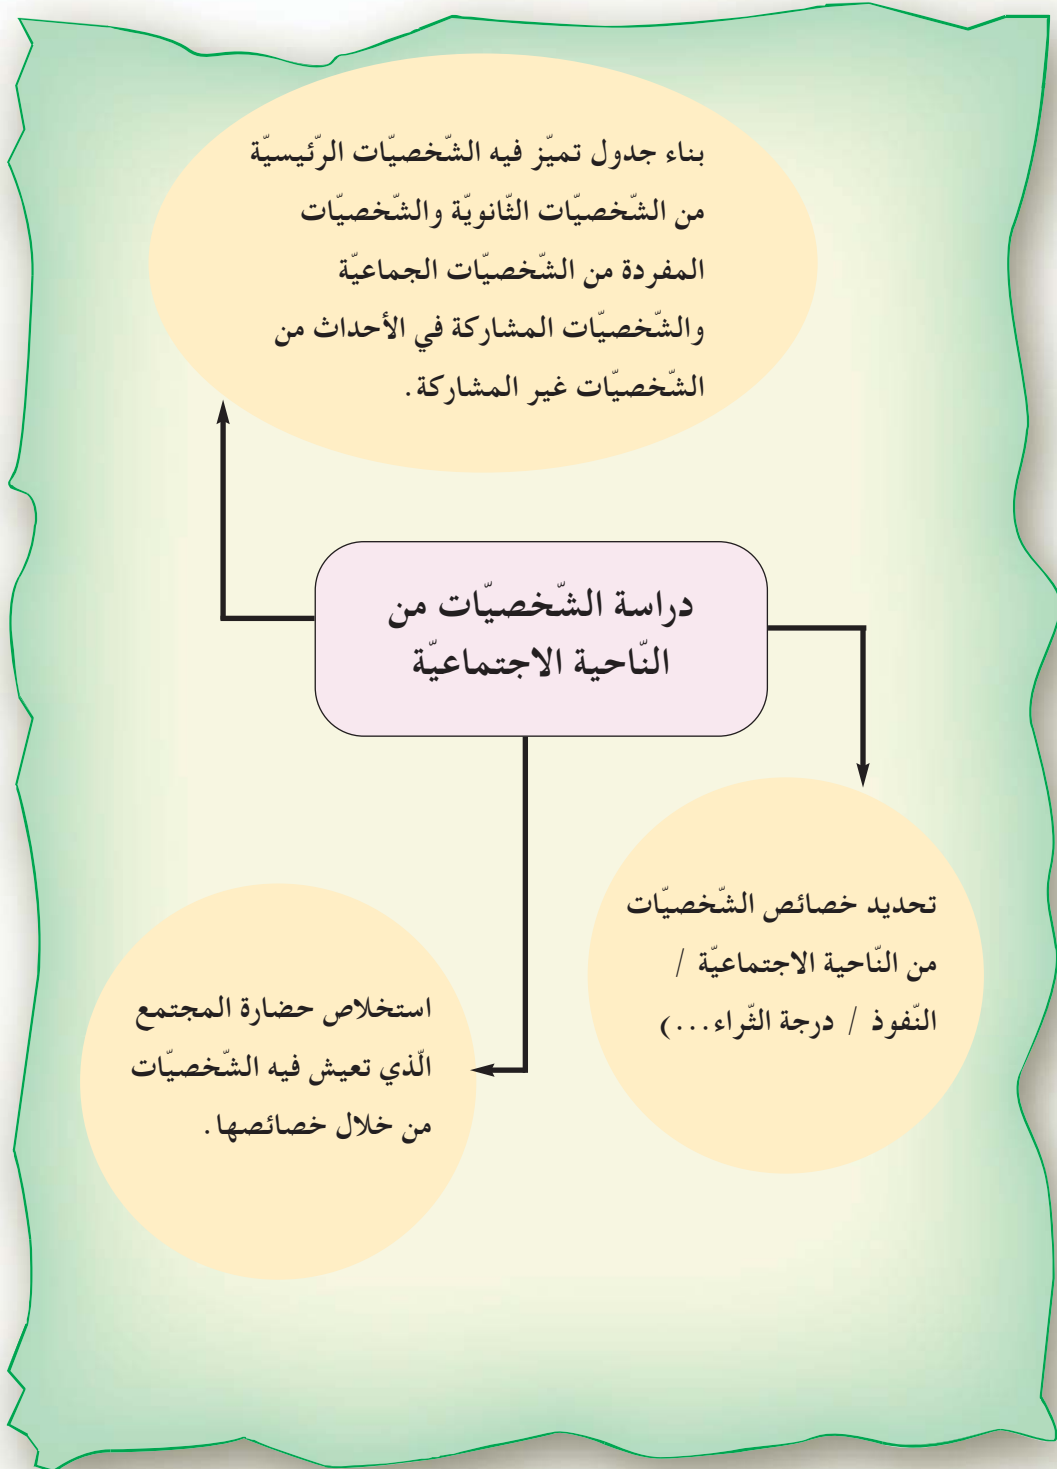 بناء جدول تميّز فيه الشّخصيّات الرّئيسيّة
من الشّخصيّات الثّانويّة والشّخصيّات
المفردة من الشّخصيّات الجماعيّة
والشّخصيّات المشاركة في الأحداث من
الشّخصيّات غير المشاركة.
دراسة الشّخصيّات من
النّاحية الاجتماعيّة
تحديد خصائص الشّخصيّات
من النّاحية الاجتماعيّة /
النّفوذ / درجة الثّراء...)
استخلاص حضارة المجتمع
الّذي تعيش فيه الشّخصيّات
من خلال خصائصها.